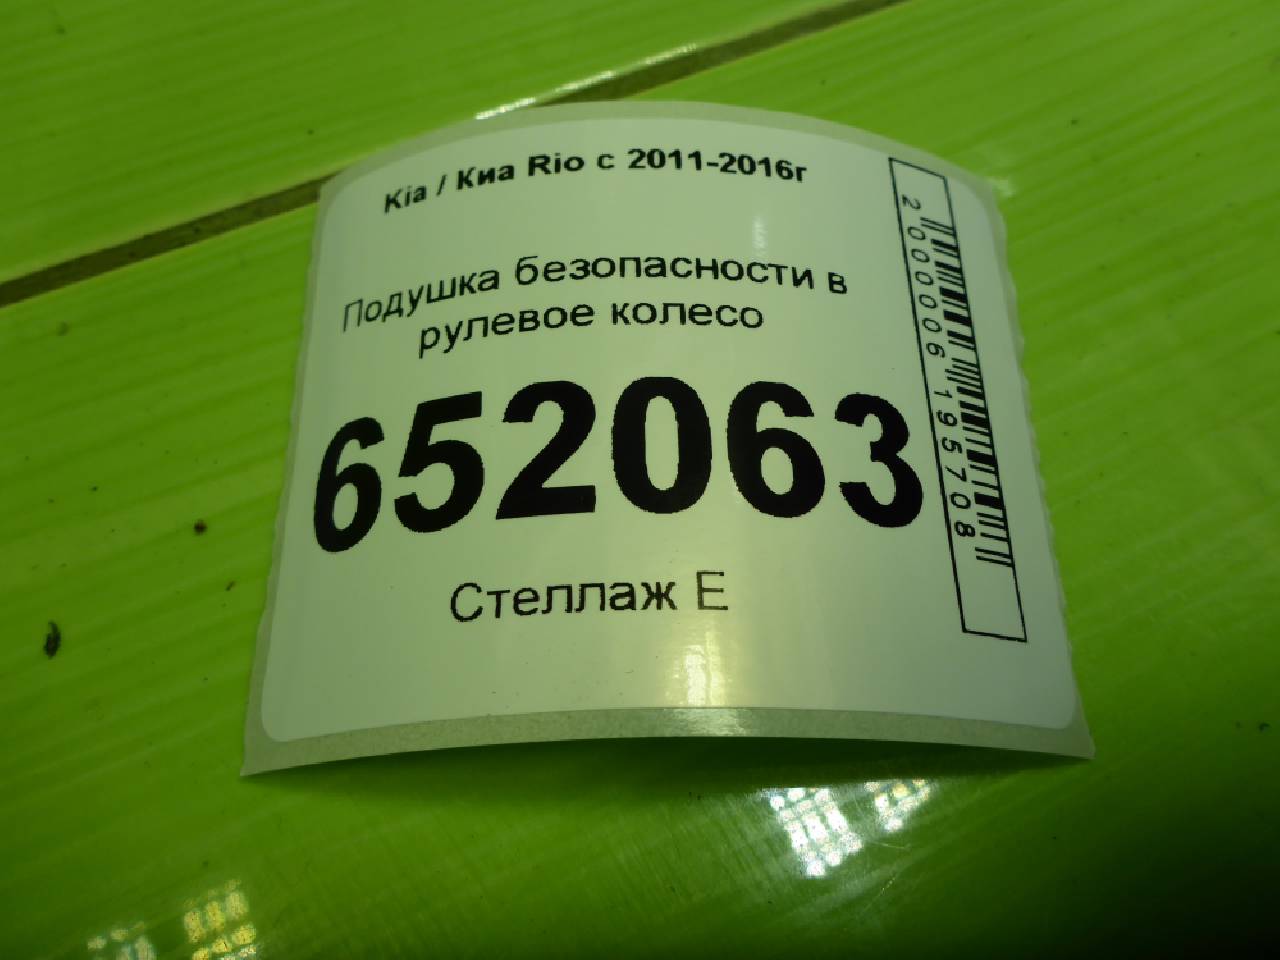 Kia / Киа Rio с 2011-2016г
Подушка безопасности в
рулевое колесо
652063
Стеллаж Е
2000006195708